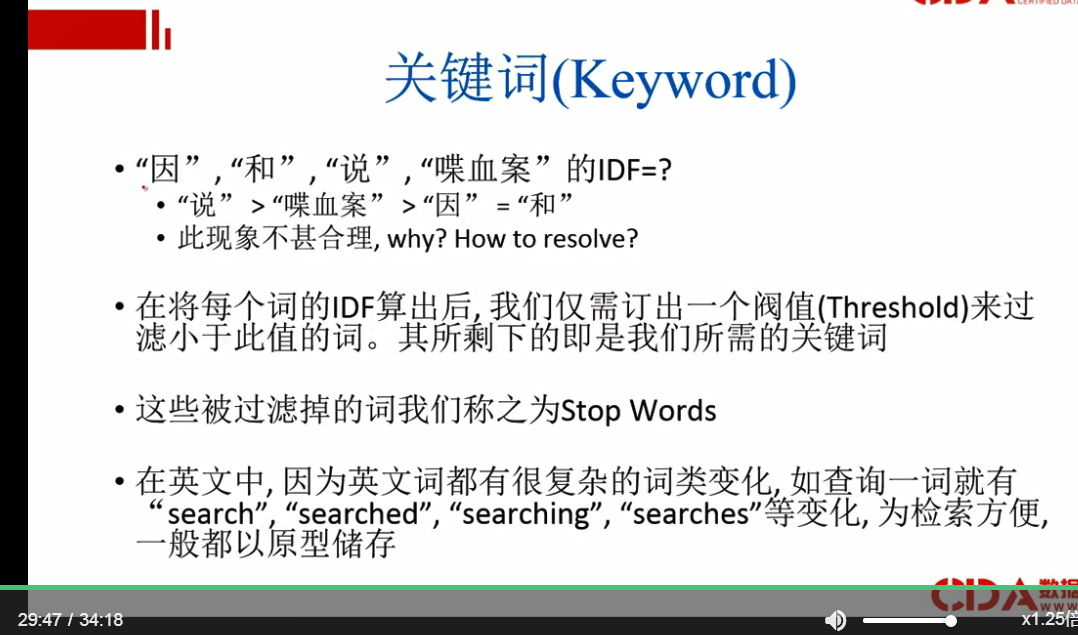 CDA CERTIFIED DATA
关键词(Keyword)
• “因”, “和”, “说”, “喋血案”的IDF=?
• “说” > “喋血案” > “因” = “和”
• 此现象不甚合理, why? How to resolve?
• 在将每个词的IDF算出后, 我们仅需订出一个阀值(Threshold)来过
滤小于此值的词。其所剩下的即是我们所需的关键词
• 这些被过滤掉的词我们称之为Stop Words
• 在英文中, 因为英文词都有很复杂的词类变化, 如查询一词就有
“search”, “searched”, “searching”, “searches”等变化, 为检索方便,
一般都以原型储存
CDA 数据
www
29:47 / 34:18
x1.25倍